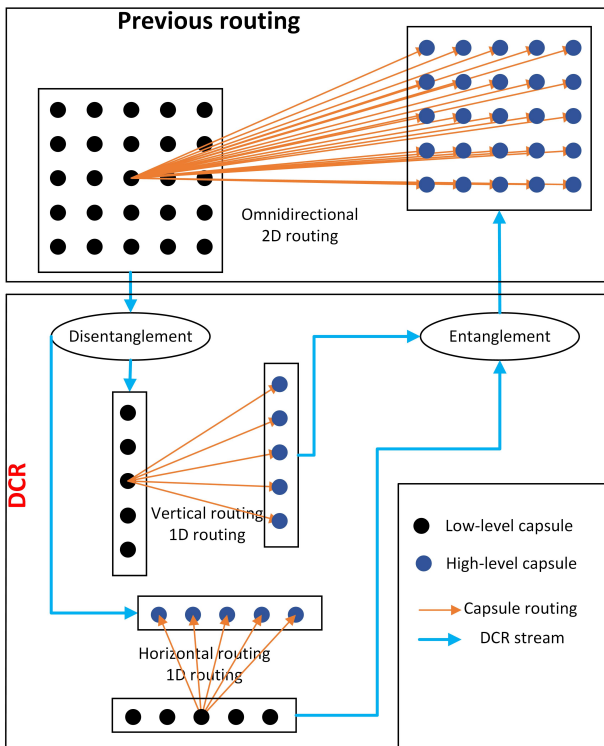 Previous routing
Omnidirectional
2D routing
Disentanglement
Entanglement
DCR
Vertical routing
1D routing
Horizontal routing
1D routing
Low-level capsule
High-level capsule
Capsule routing
DCR stream